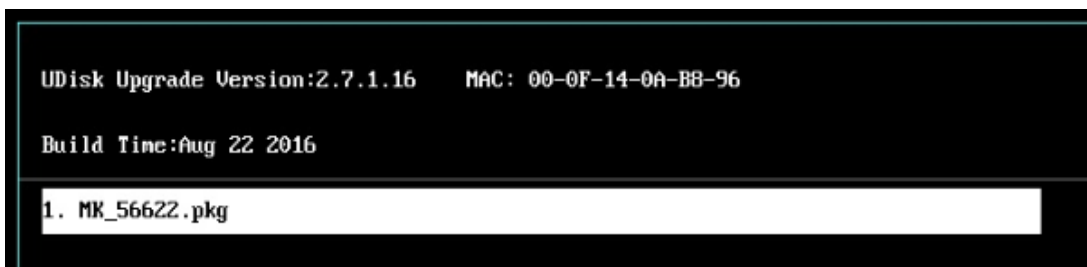 UDisk Upgrade Version:2.7.1.16    MAC: 00-0F-14-0A-B8-96
Build Time:Aug 22 2016
1. MK_56622.pkg